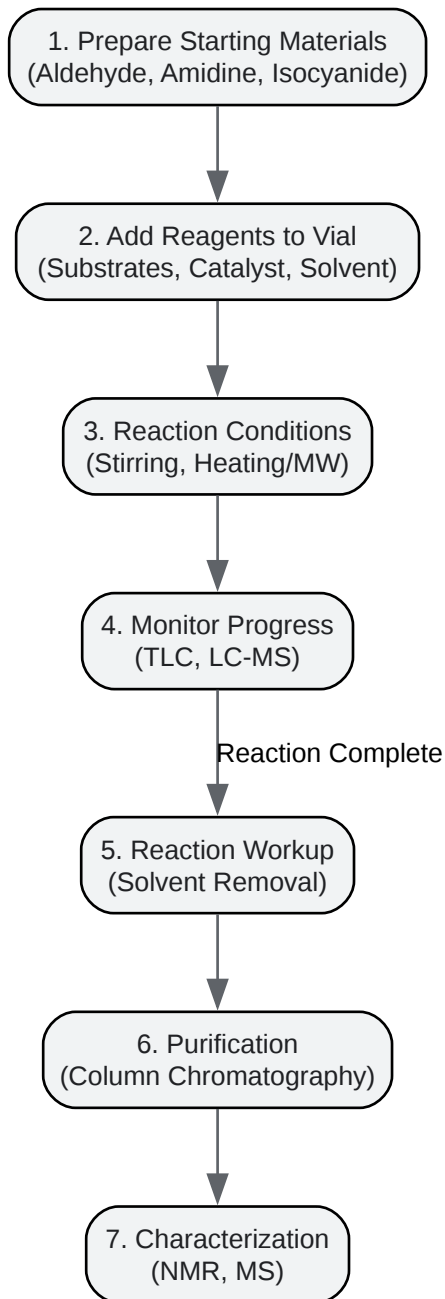 1. Prepare Starting Materials
(Aldehyde, Amidine, Isocyanide)
2. Add Reagents to Vial
(Substrates, Catalyst, Solvent)
3. Reaction Conditions
(Stirring, Heating/MW)
4. Monitor Progress
(TLC, LC-MS)
Reaction Complete
5. Reaction Workup
(Solvent Removal)
6. Purification
(Column Chromatography)
7. Characterization
(NMR, MS)